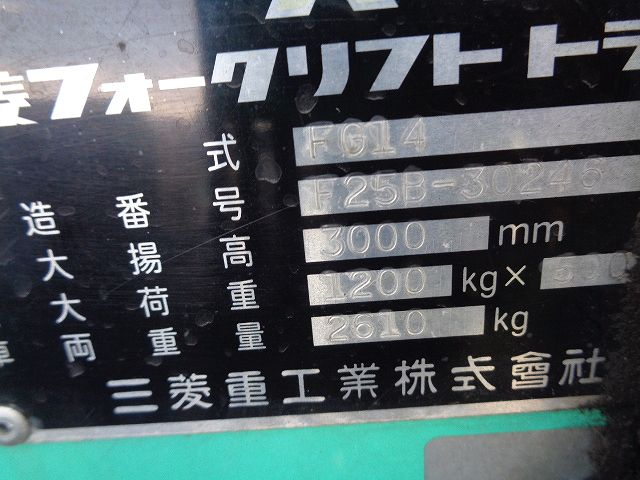 菱フォークリフト トラ
式 FG14
造番号 F25B-30246
大揚高 3000 mm
大荷重 1200 kg× 500
車両重量 2610 kg
三菱重工業株式會社